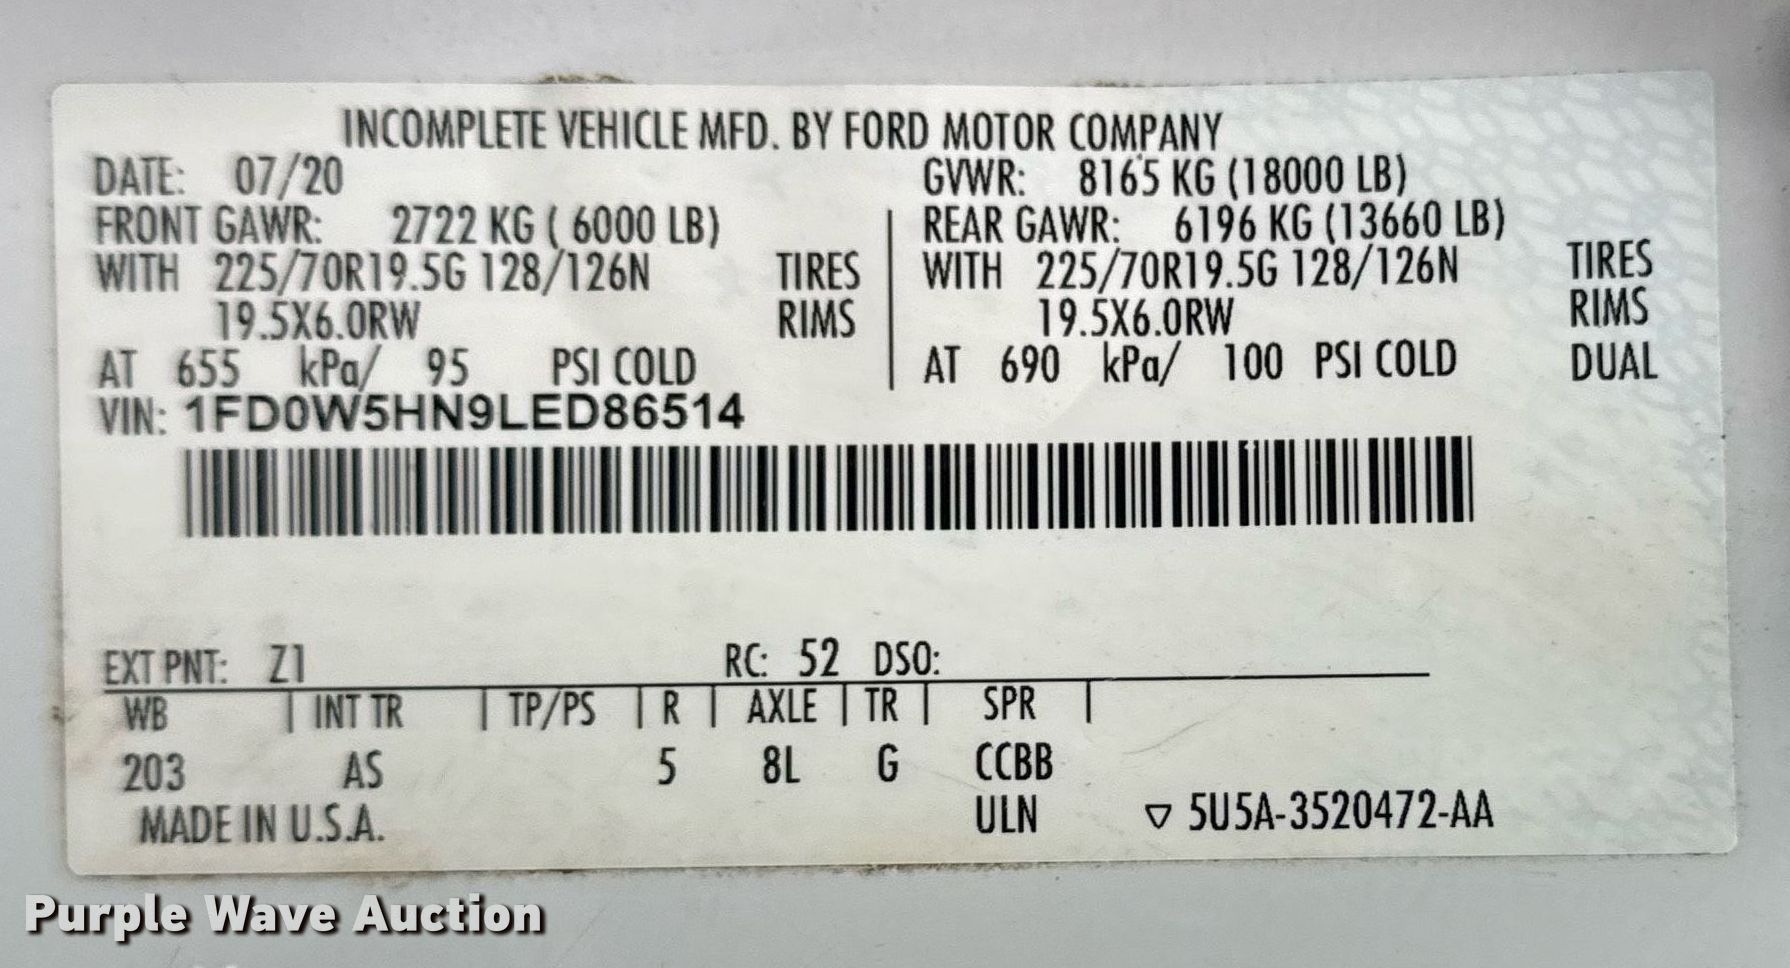 INCOMPLETE VEHICLE MFD. BY FORD MOTOR COMPANY
DATE: 07/20 GVWR: 8165 KG (18000 LB)
FRONT GAWR: 2722 KG ( 6000 LB) REAR GAWR: 6196 KG (13660 LB)
WITH 225/70R19.5G 128/126N TIRES WITH 225/70R19.5G 128/126N TIRES
19.5X6.0RW RIMS 19.5X6.0RW RIMS
AT 655 kPa/ 95 PSI COLD AT 690 kPa/ 100 PSI COLD DUAL
VIN: 1FD0W5HN9LED86514
EXT PNT: Z1 RC: 52 DSO:
WB | INT TR | TP/PS | R | AXLE | TR | SPR |
203 AS 5 8L G CCBB
MADE IN U.S.A. ULN ▽ 5U5A-3520472-AA
Purple Wave Auction